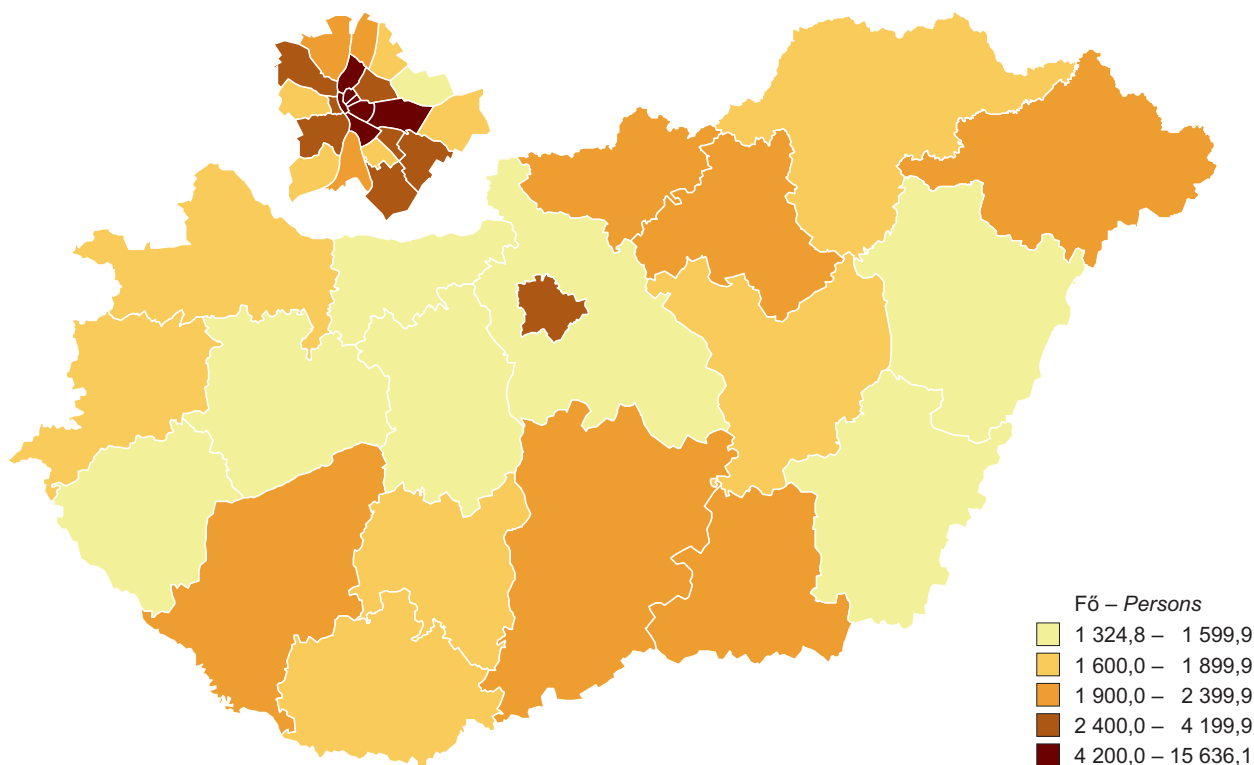 Fő – Persons
1 324,8 – 1 599,9
1 600,0 – 1 899,9
1 900,0 – 2 399,9
2 400,0 – 4 199,9
4 200,0 – 15 636,1